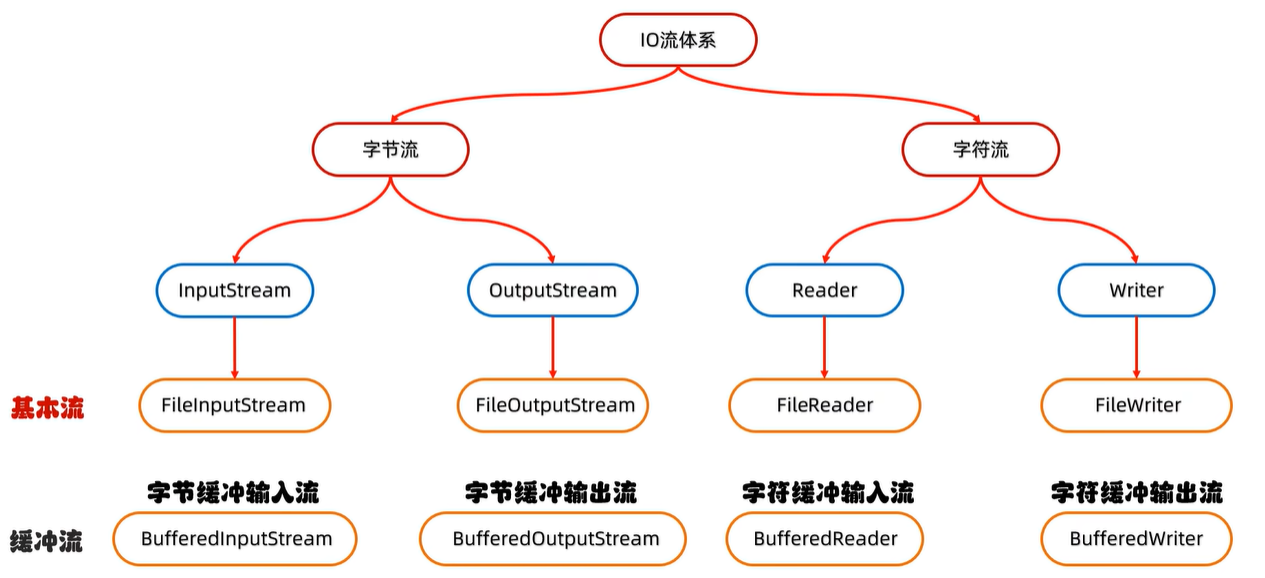 IO流体系
字节流
字符流
InputStream
OutputStream
Reader
Writer
基本流
FileInputStream
FileOutputStream
FileReader
FileWriter
字节缓冲输入流
字节缓冲输出流
字符缓冲输入流
字符缓冲输出流
缓冲流
BufferedInputStream
BufferedOutputStream
BufferedReader
BufferedWriter